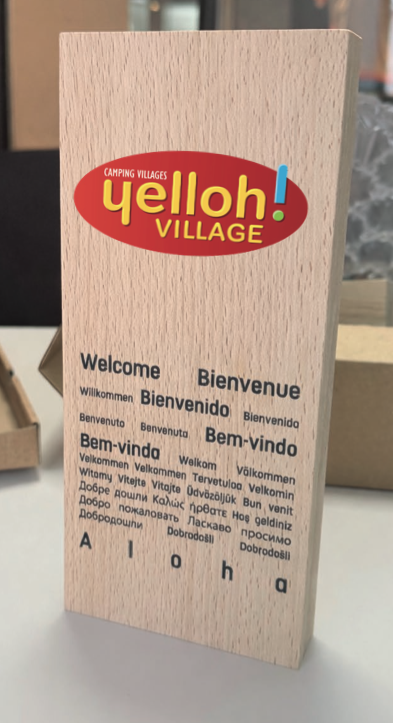 CAMPING VILLAGES
yelloh!
VILLAGE
Welcome Bienvenue
Willkommen Bienvenido Bienvenida
Benvenuto Benvenuta Bem-vindo
Bem-vinda Welkom Välkommen
Velkommen Velkommen Tervetuloa Velkomin
Witamy Vítejte Vitajte Üdvözöljük Bun venit
Добре дошли Καλώς ήρθατε Hoş geldiniz
Добро пожаловать Ласкаво просимо
Добродошли Dobrodošli Dobrodošli
Aloha